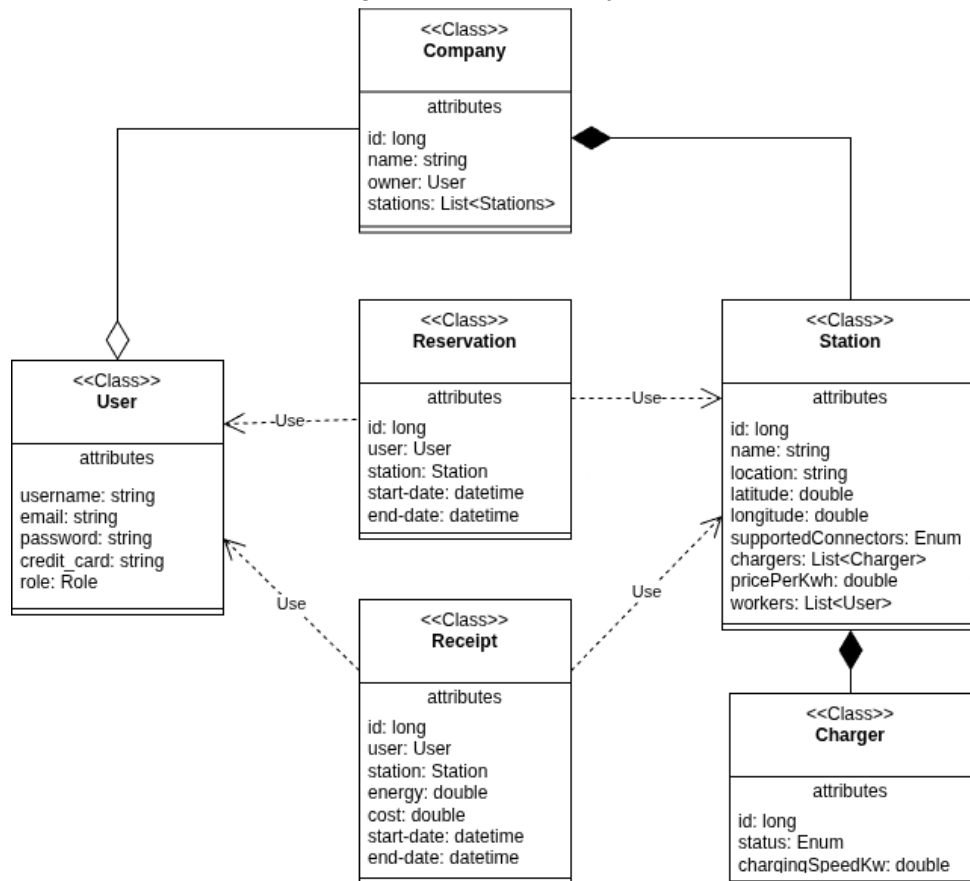 <<Class>>
Company
attributes
id: long
name: string
owner: User
stations: List<Stations>
<<Class>>
User
attributes
username: string
email: string
password: string
credit_card: string
role: Role
<<Class>>
Reservation
attributes
id: long
user: User
station: Station
start-date: datetime
end-date: datetime
Use
Use
<<Class>>
Station
attributes
id: long
name: string
location: string
latitude: double
longitude: double
supportedConnectors: Enum
chargers: List<Charger>
pricePerKwh: double
workers: List<User>
Use
Use
<<Class>>
Receipt
attributes
id: long
user: User
station: Station
energy: double
cost: double
start-date: datetime
end-date: datetime
<<Class>>
Charger
attributes
id: long
status: Enum
chargingSpeedKw: double